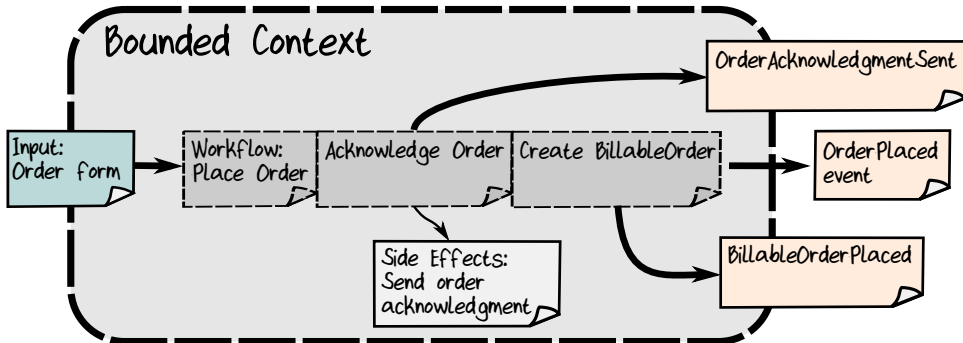 Bounded Context
OrderAcknowledgmentSent
Input:
Order form
Workflow:
Place Order
Acknowledge Order
Create BillableOrder
OrderPlaced
event
Side Effects:
Send order
acknowledgment
BillableOrderPlaced